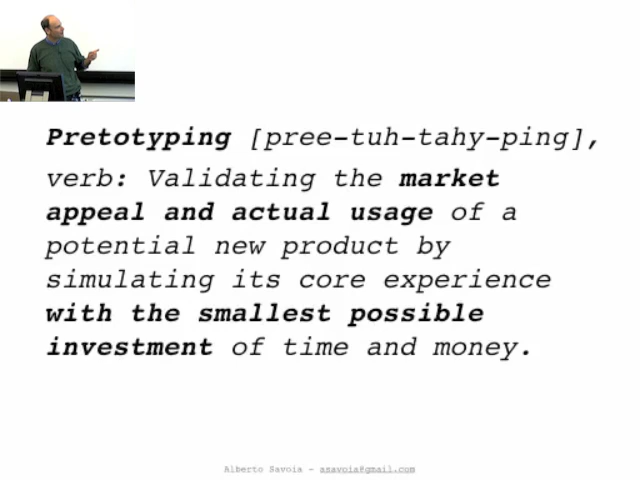 Pretotyping [pree-tuh-tahy-ping],
verb: Validating the market
appeal and actual usage of a
potential new product by
simulating its core experience
with the smallest possible
investment of time and money.
Alberto Savoia - asavoia@gmail.com